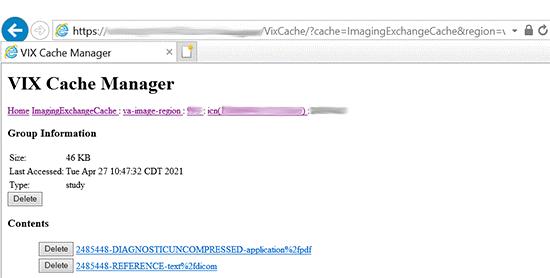 https:// /VixCache/?cache=ImagingExchangeCache&region=v
VIX Cache Manager
VIX Cache Manager
Home ImagingExchangeCache : va-image-region : : icn( ) :
Group Information
Size: 46 KB
Last Accessed: Tue Apr 27 10:47:32 CDT 2021
Type: study
Delete
Contents
Delete 2485448-DIAGNOSTICUNCOMPRESSED-application%2fpdf
Delete 2485448-REFERENCE-text%2fdicom